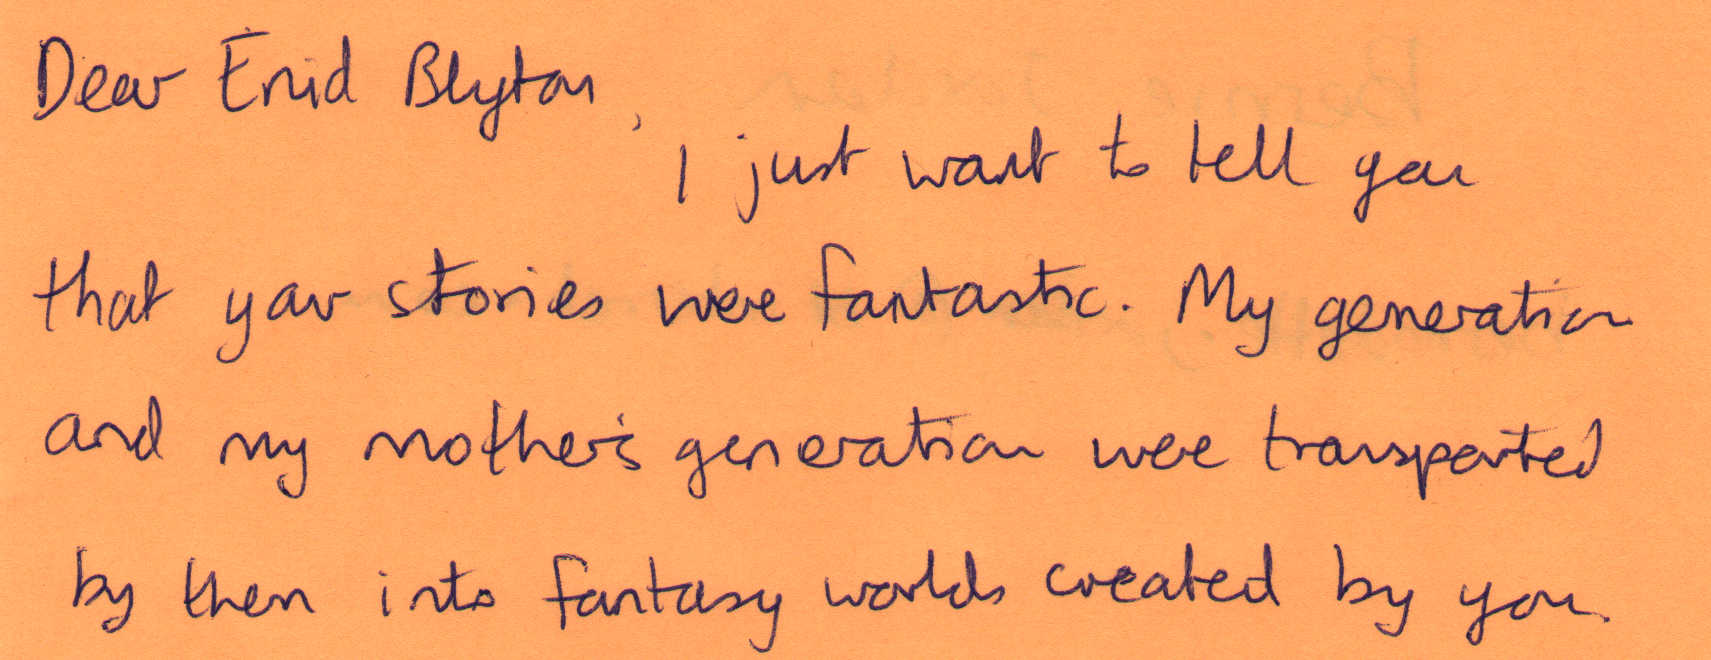 Dear Enid Blyton,
I just want to tell you
that your stories were fantastic. My generation
and my mother's generation were transported
by them into fantasy worlds created by you.